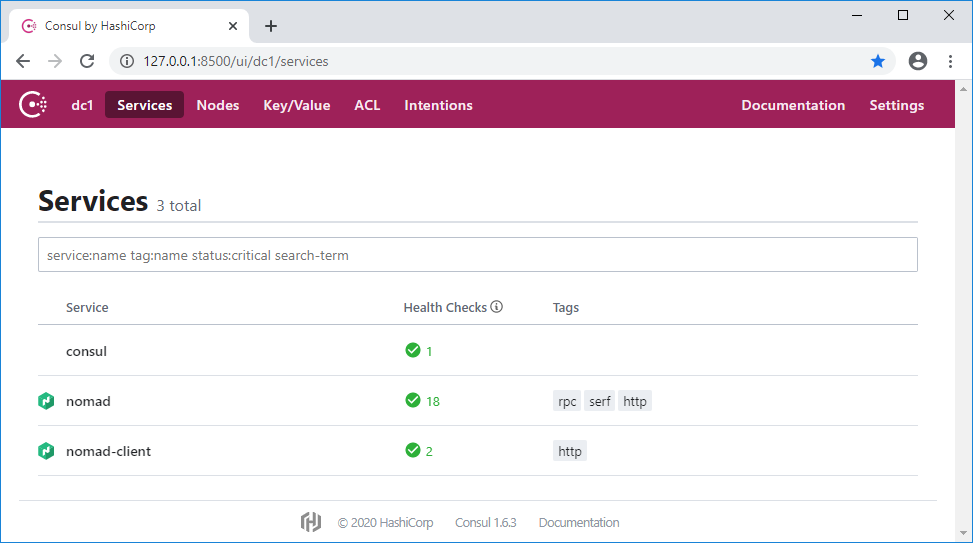 Consul by HashiCorp
127.0.0.1:8500/ui/dc1/services
dc1 Services Nodes Key/Value ACL Intentions Documentation Settings
Services 3 total
service:name tag:name status:critical search-term
Service Health Checks Tags
consul 1
nomad 18 rpc serf http
nomad-client 2 http
© 2020 HashiCorp Consul 1.6.3 Documentation